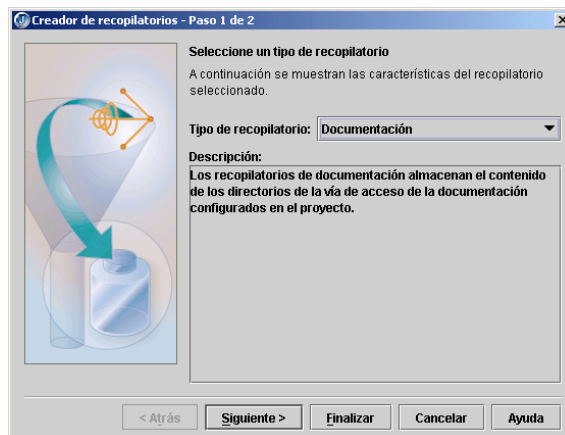 Creador de recopilatorios - Paso 1 de 2
Seleccione un tipo de recopilatorio
A continuación se muestran las características del recopilatorio
seleccionado.
Tipo de recopilatorio: Documentación
Descripción:
Los recopilatorios de documentación almacenan el contenido
de los directorios de la vía de acceso de la documentación
configurados en el proyecto.
< Atrás Siguiente > Finalizar Cancelar Ayuda